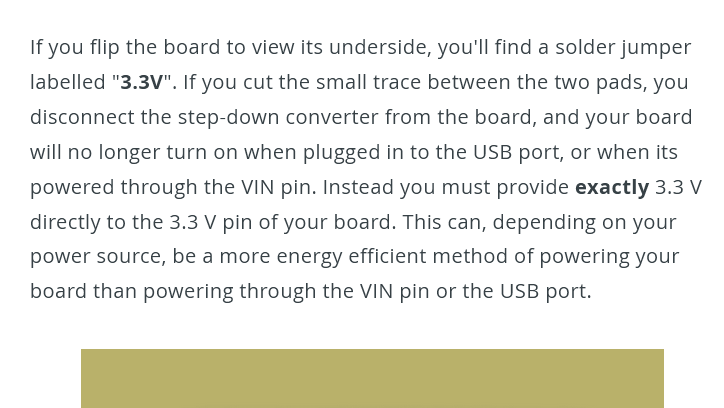 If you flip the board to view its underside, you'll find a solder jumper
labelled "3.3V". If you cut the small trace between the two pads, you
disconnect the step-down converter from the board, and your board
will no longer turn on when plugged in to the USB port, or when its
powered through the VIN pin. Instead you must provide exactly 3.3 V
directly to the 3.3 V pin of your board. This can, depending on your
power source, be a more energy efficient method of powering your
board than powering through the VIN pin or the USB port.